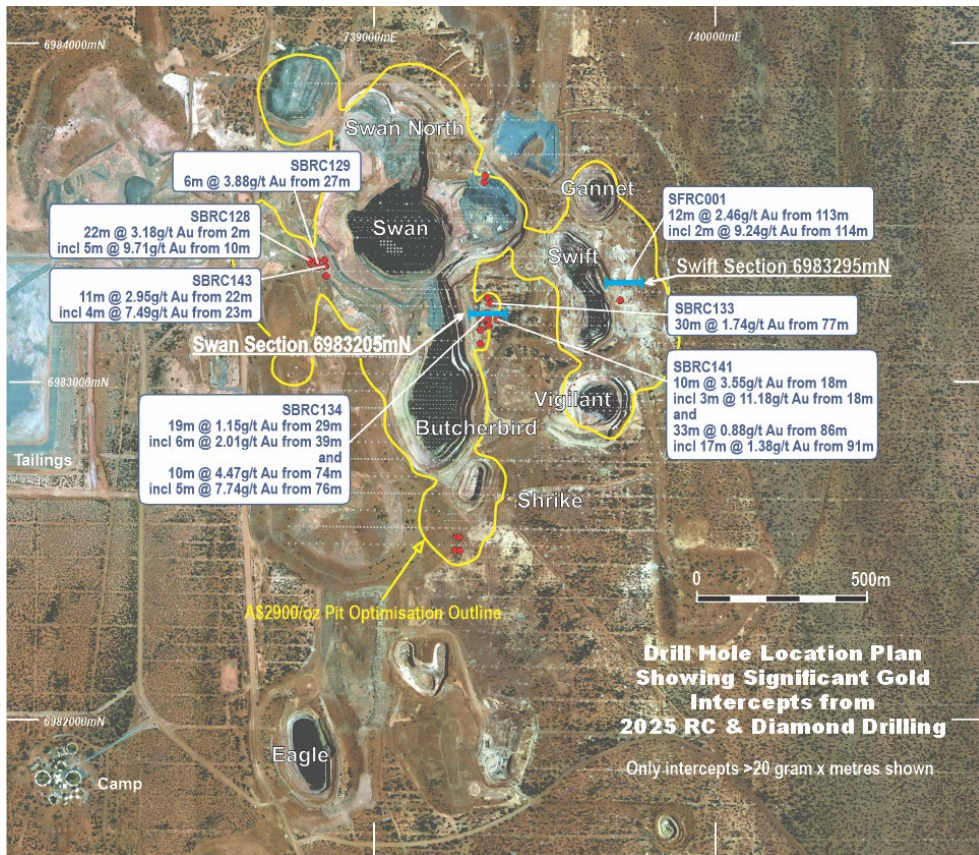 739000mE
740000mE
6984000mN
Swan North
SBRC129
6m @ 3.88g/t Au from 27m
Gannet
SFRC001
12m @ 2.46g/t Au from 113m
incl 2m @ 9.24g/t Au from 114m
SBRC128
22m @ 3.18g/t Au from 2m
incl 5m @ 9.71g/t Au from 10m
Swan
Swift
Swift Section 6983295mN
SBRC143
11m @ 2.95g/t Au from 22m
incl 4m @ 7.49g/t Au from 23m
SBRC133
30m @ 1.74g/t Au from 77m
Swan Section 6983205mN
SBRC141
10m @ 3.55g/t Au from 18m
incl 3m @ 11.18g/t Au from 18m
and
33m @ 0.88g/t Au from 86m
incl 17m @ 1.38g/t Au from 91m
6983000mN
Vigilant
SBRC134
19m @ 1.15g/t Au from 29m
incl 6m @ 2.01g/t Au from 39m
and
10m @ 4.47g/t Au from 74m
incl 5m @ 7.74g/t Au from 76m
Butcherbird
Tailings
Shrike
0 500m
A$2900/oz Pit Optimisation Outline
Drill Hole Location Plan
Showing Significant Gold
Intercepts from
2025 RC & Diamond Drilling
6982000mN
Eagle
Only intercepts >20 gram x metres shown
Camp